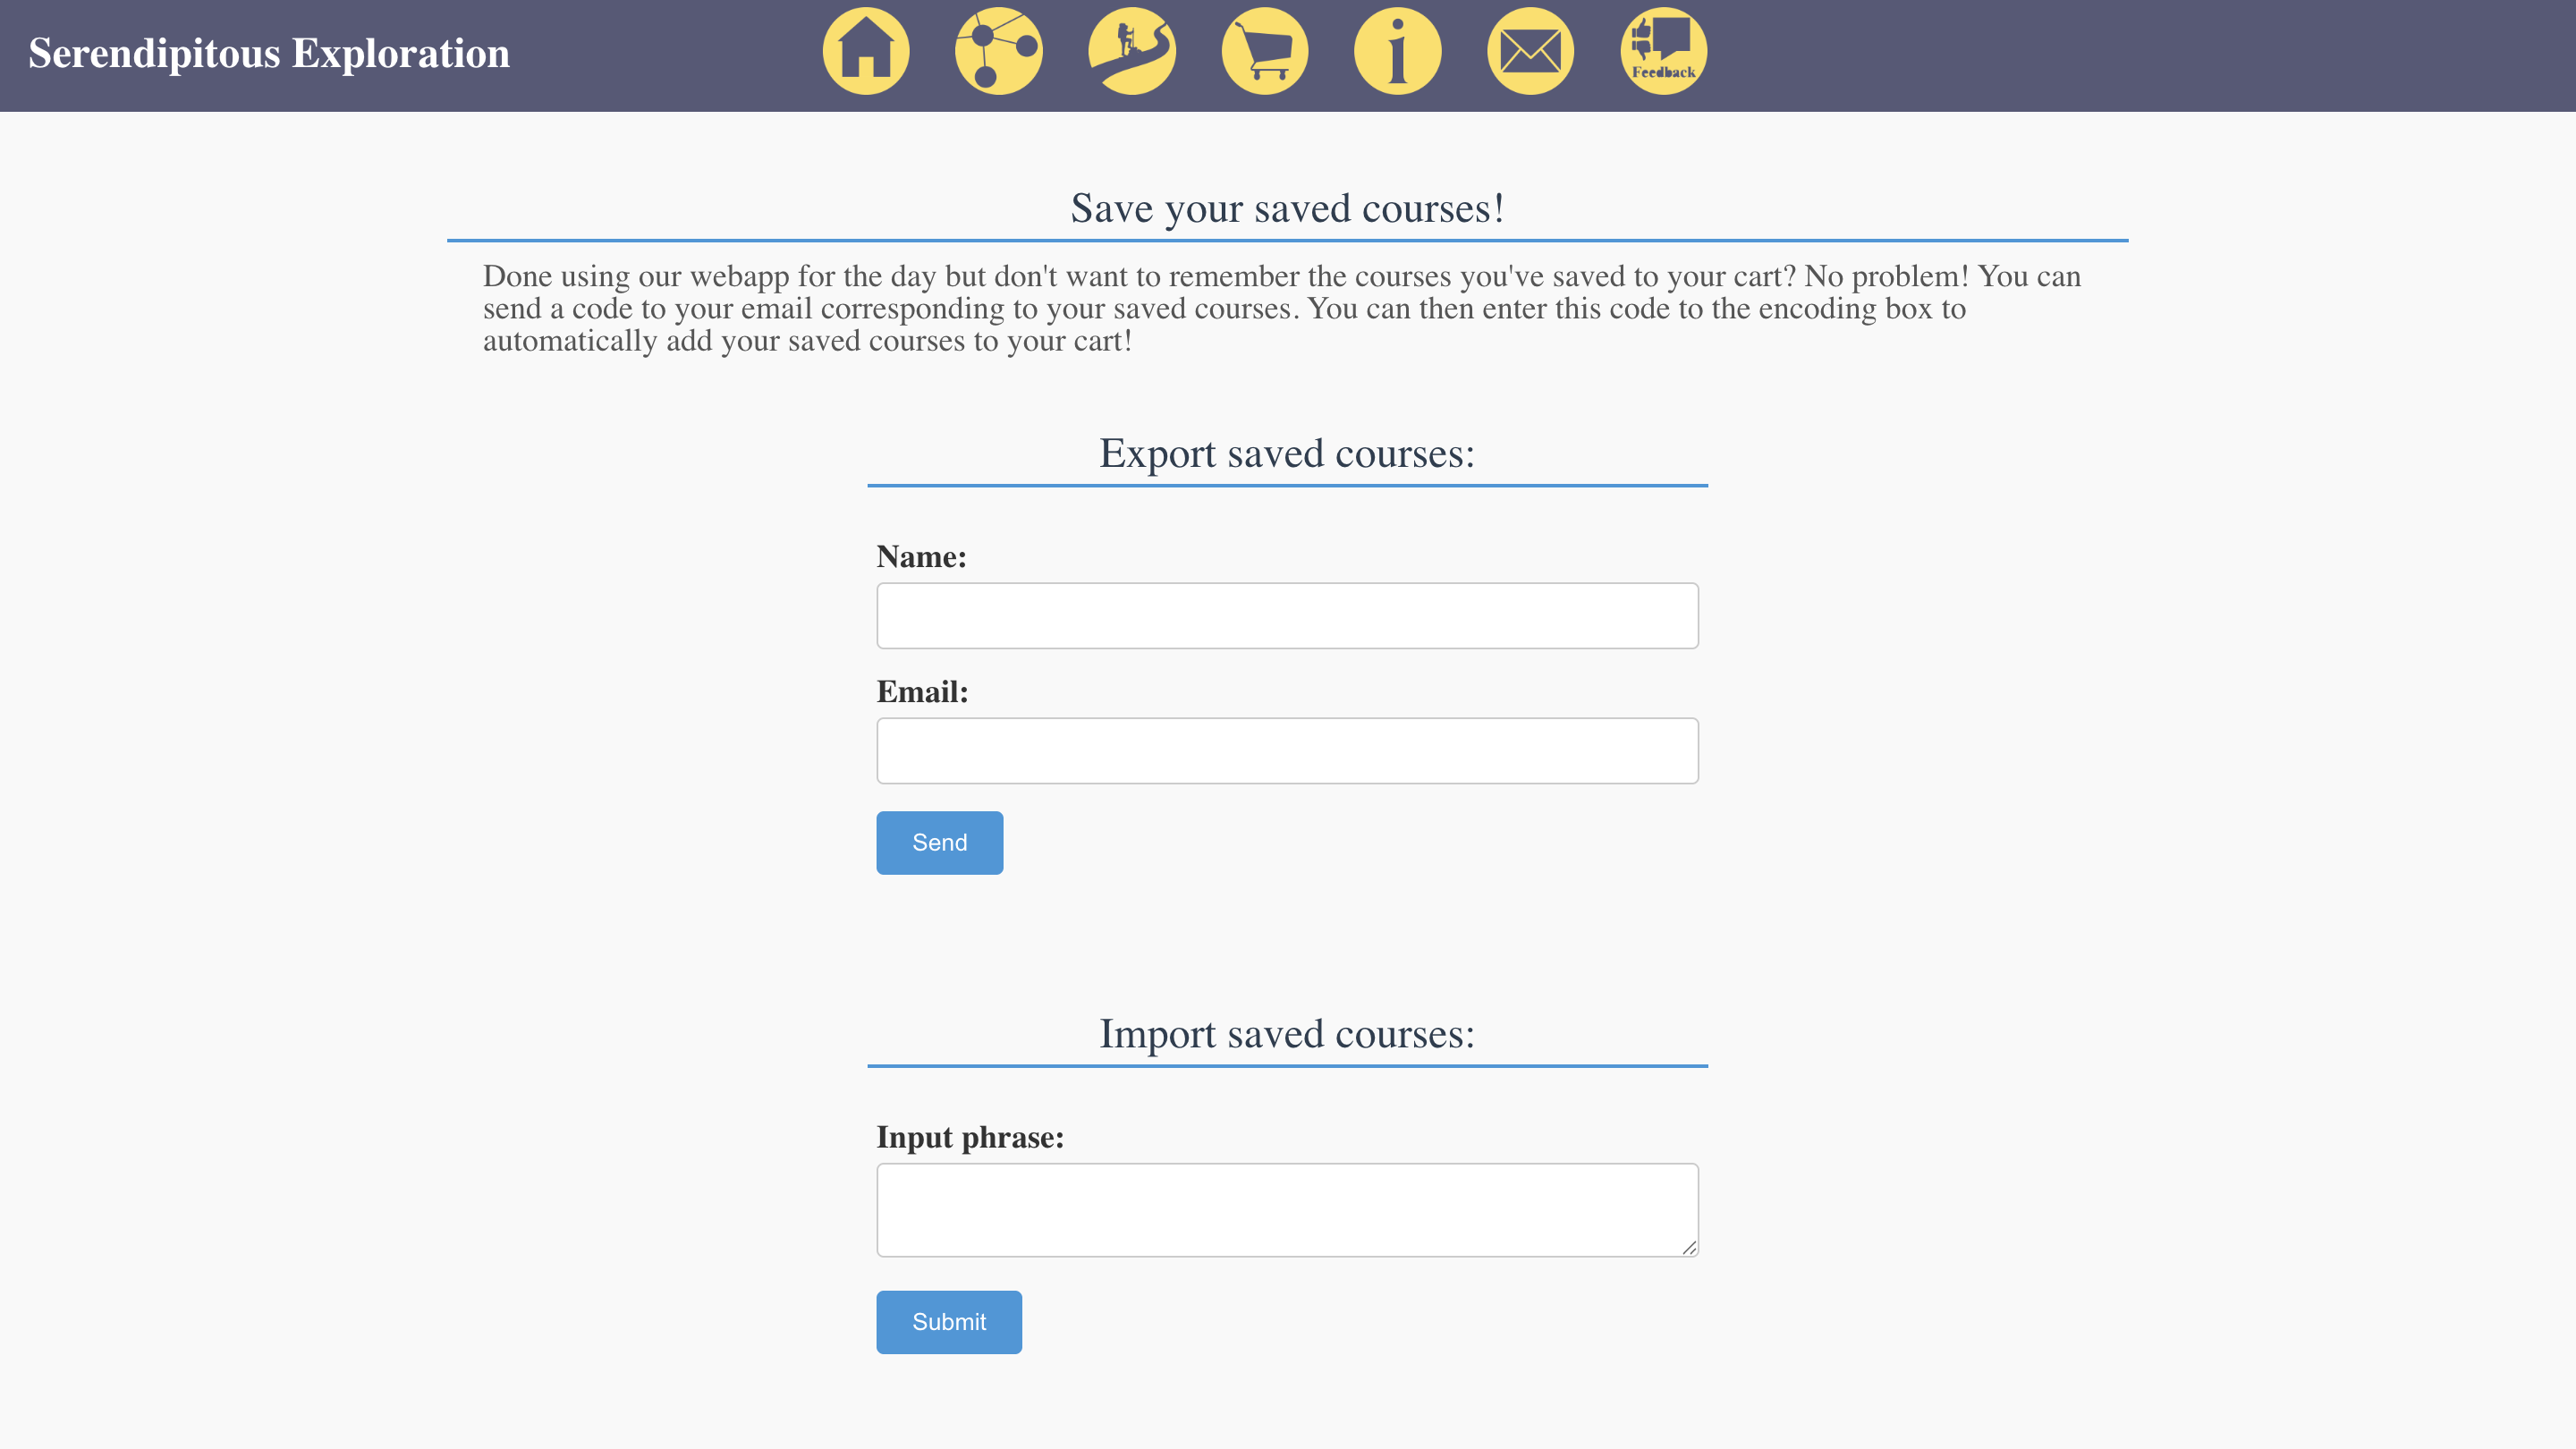 Serendipitous Exploration
Feedback
Save your saved courses!
Done using our webapp for the day but don't want to remember the courses you've saved to your cart? No problem! You can
send a code to your email corresponding to your saved courses. You can then enter this code to the encoding box to
automatically add your saved courses to your cart!
Export saved courses:
Name:
Email:
Send
Import saved courses:
Input phrase:
Submit